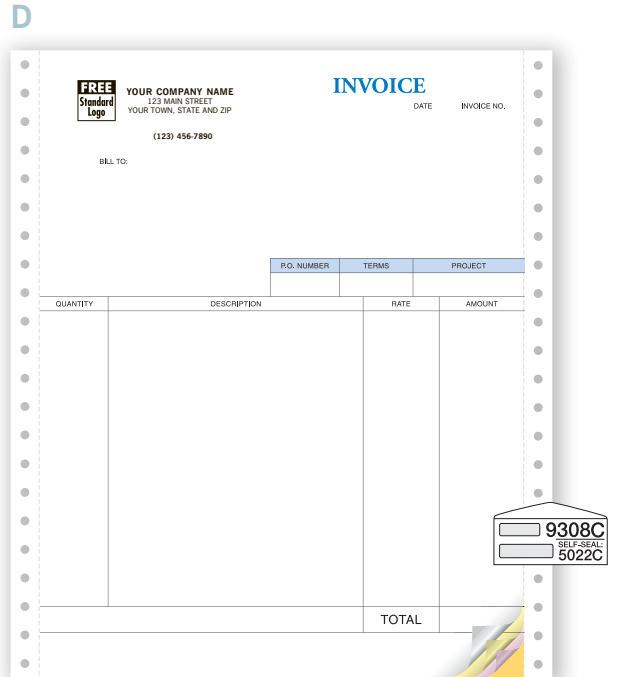 D
FREE
Standard
Logo
YOUR COMPANY NAME
123 MAIN STREET
YOUR TOWN, STATE AND ZIP
(123) 456-7890
INVOICE
DATE INVOICE NO.
BILL TO:
P.O. NUMBER TERMS PROJECT
QUANTITY DESCRIPTION RATE AMOUNT
9308C
SELF-SEAL:
5022C
TOTAL